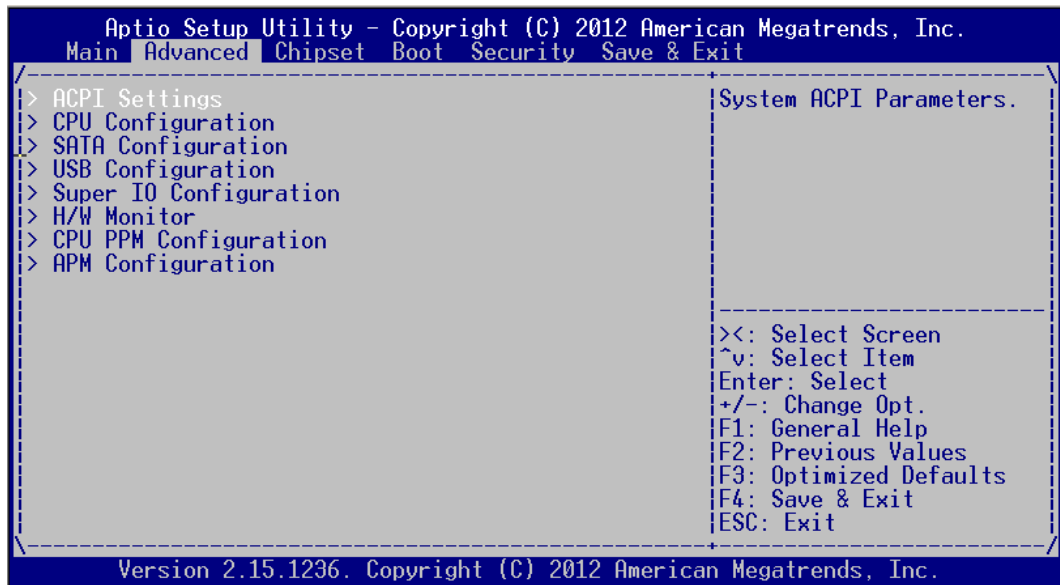 Aptio Setup Utility - Copyright (C) 2012 American Megatrends, Inc.
Main Advanced Chipset Boot Security Save & Exit
> ACPI Settings
> CPU Configuration
> SATA Configuration
> USB Configuration
> Super IO Configuration
> H/W Monitor
> CPU PPM Configuration
> APM Configuration
System ACPI Parameters.
><: Select Screen
^v: Select Item
Enter: Select
+/-: Change Opt.
F1: General Help
F2: Previous Values
F3: Optimized Defaults
F4: Save & Exit
ESC: Exit
Version 2.15.1236. Copyright (C) 2012 American Megatrends, Inc.